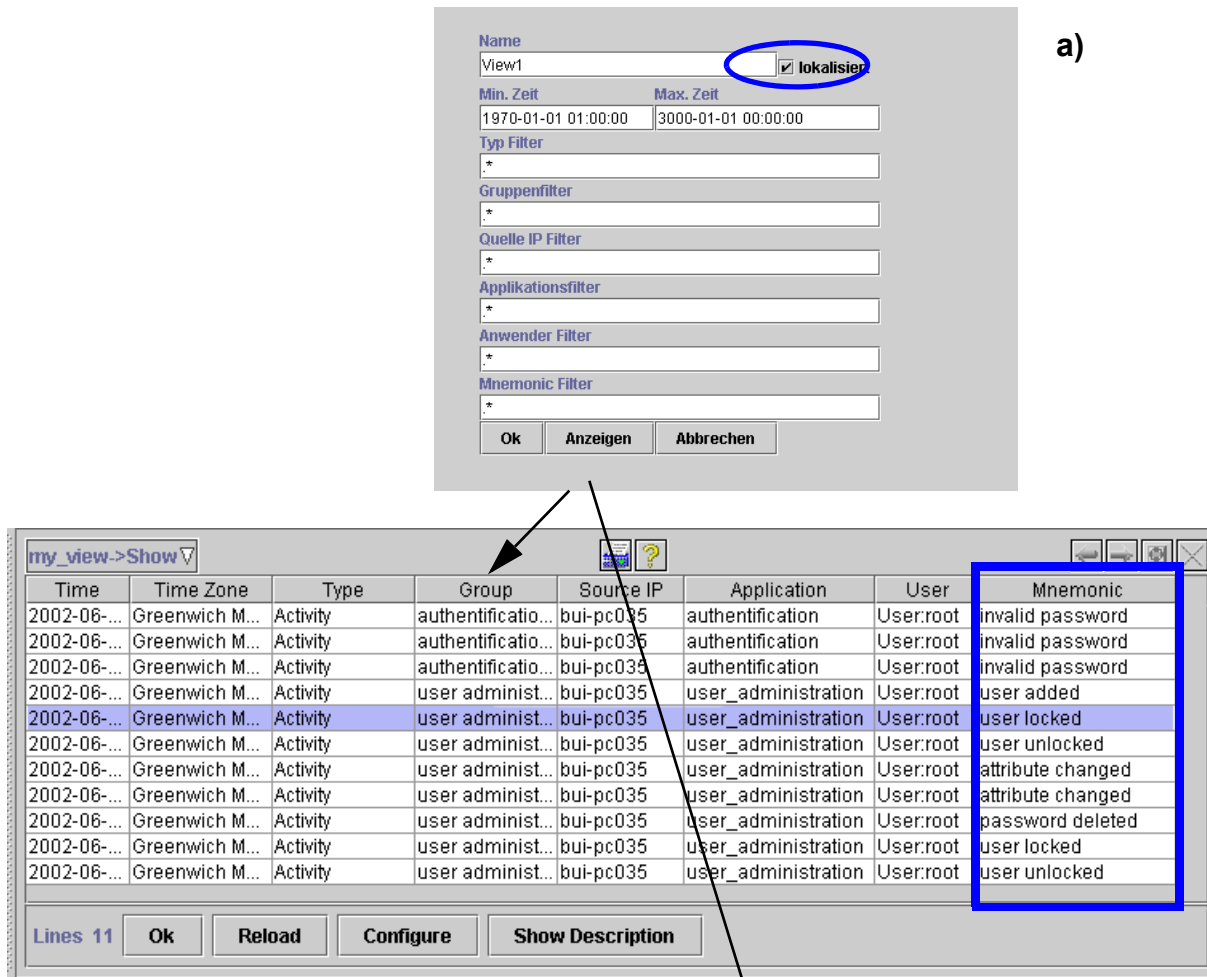 a)
Name
View1 lokalisier
Min. Zeit Max. Zeit
1970-01-01 01:00:00 3000-01-01 00:00:00
Typ Filter
.*
Gruppenfilter
.*
Quelle IP Filter
.*
Applikationsfilter
.*
Anwender Filter
.*
Mnemonic Filter
.*
Ok Anzeigen Abbrechen
my_view->Show
Time Time Zone Type Group Source IP Application User Mnemonic
2002-06-... Greenwich M... Activity authentificatio... bui-pc035 authentification User:root invalid password
2002-06-... Greenwich M... Activity authentificatio... bui-pc035 authentification User:root invalid password
2002-06-... Greenwich M... Activity authentificatio... bui-pc035 authentification User:root invalid password
2002-06-... Greenwich M... Activity user administ... bui-pc035 user_administration User:root user added
2002-06-... Greenwich M... Activity user administ... bui-pc035 user_administration User:root user locked
2002-06-... Greenwich M... Activity user administ... bui-pc035 user_administration User:root user unlocked
2002-06-... Greenwich M... Activity user administ... bui-pc035 user_administration User:root attribute changed
2002-06-... Greenwich M... Activity user administ... bui-pc035 user_administration User:root attribute changed
2002-06-... Greenwich M... Activity user administ... bui-pc035 user_administration User:root password deleted
2002-06-... Greenwich M... Activity user administ... bui-pc035 user_administration User:root user locked
2002-06-... Greenwich M... Activity user administ... bui-pc035 user_administration User:root user unlocked
Lines 11 Ok Reload Configure Show Description